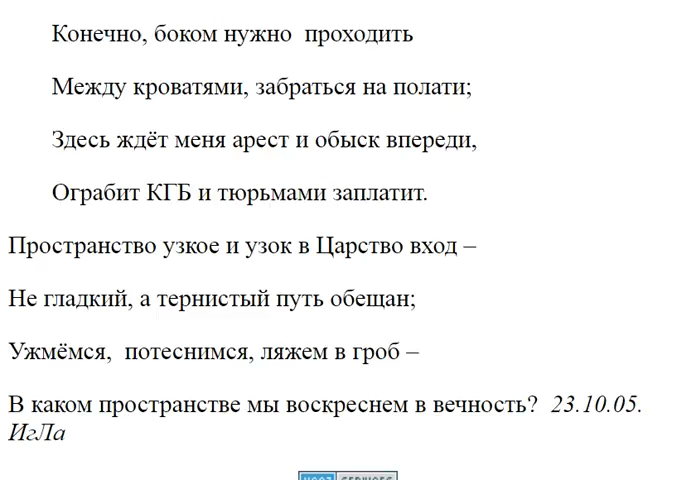 Конечно, боком нужно  проходить
Между кроватями, забраться на полати;
Здесь ждёт меня арест и обыск впереди,
Ограбит КГБ и тюрьмами заплатит.
Пространство узкое и узок в Царство вход –
Не гладкий, а тернистый путь обещан;
Ужмёмся,  потеснимся, ляжем в гроб –
В каком пространстве мы воскреснем в вечность?  23.10.05.
ИгЛа